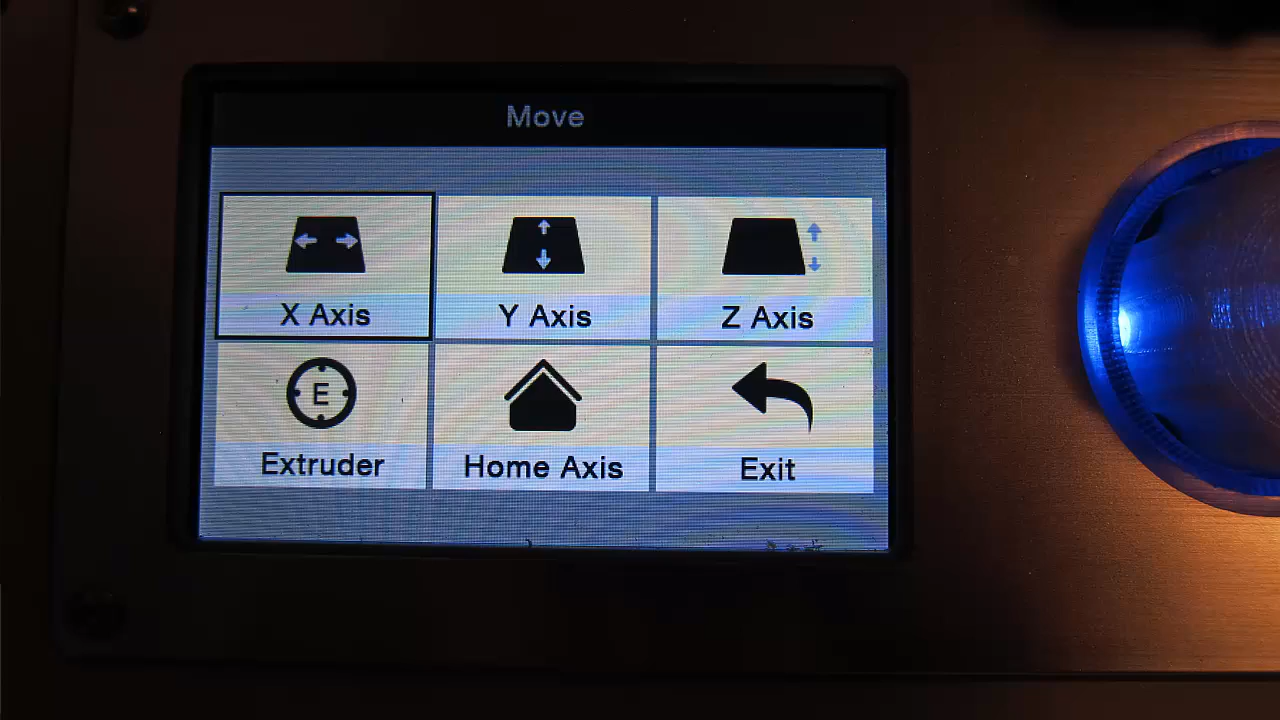 Move
X Axis
Y Axis
Z Axis
E
Extruder
Home Axis
Exit